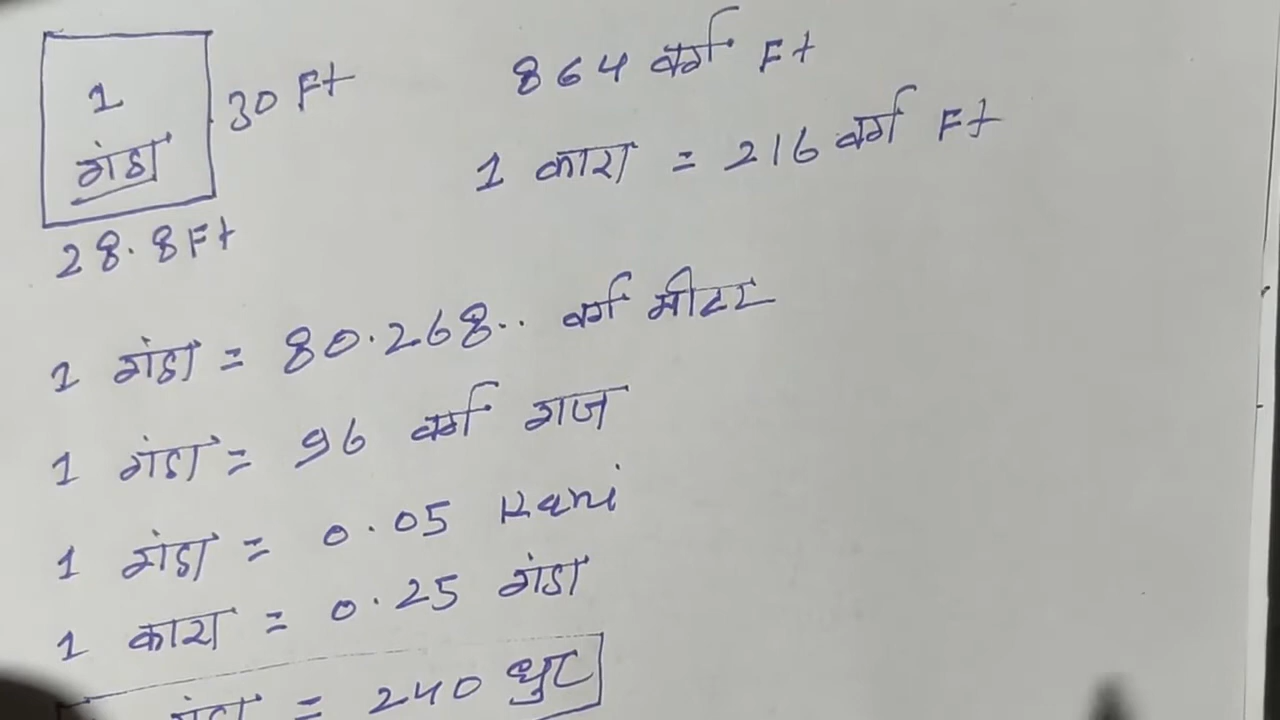 1
गंडा
30 Ft
28.8 Ft
864 वर्ग Ft
1 कारा = 216 वर्ग Ft
1 गंडा = 80.268.. वर्ग मीटर
1 गंडा = 96 वर्ग गज
1 गंडा = 0.05 Kani
1 कारा = 0.25 गंडा
गंडा = 240 धुर